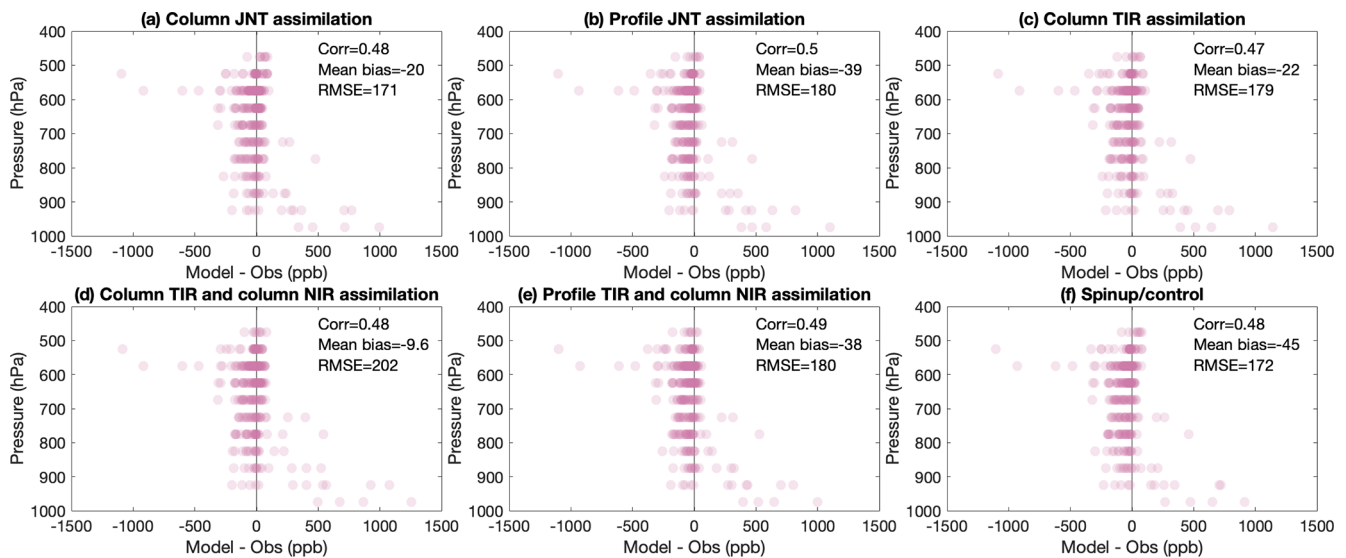 (a) Column JNT assimilation
400
500
600
700
800
900
1000
Pressure (hPa)
Corr=0.48
Mean bias=-20
RMSE=171
-1500 -1000 -500 0 500 1000 1500
Model - Obs (ppb)
(b) Profile JNT assimilation
400
500
600
700
800
900
1000
Pressure (hPa)
Corr=0.5
Mean bias=-39
RMSE=180
-1500 -1000 -500 0 500 1000 1500
Model - Obs (ppb)
(c) Column TIR assimilation
400
500
600
700
800
900
1000
Pressure (hPa)
Corr=0.47
Mean bias=-22
RMSE=179
-1500 -1000 -500 0 500 1000 1500
Model - Obs (ppb)
(d) Column TIR and column NIR assimilation
400
500
600
700
800
900
1000
Pressure (hPa)
Corr=0.48
Mean bias=-9.6
RMSE=202
-1500 -1000 -500 0 500 1000 1500
Model - Obs (ppb)
(e) Profile TIR and column NIR assimilation
400
500
600
700
800
900
1000
Pressure (hPa)
Corr=0.49
Mean bias=-38
RMSE=180
-1500 -1000 -500 0 500 1000 1500
Model - Obs (ppb)
(f) Spinup/control
400
500
600
700
800
900
1000
Pressure (hPa)
Corr=0.48
Mean bias=-45
RMSE=172
-1500 -1000 -500 0 500 1000 1500
Model - Obs (ppb)